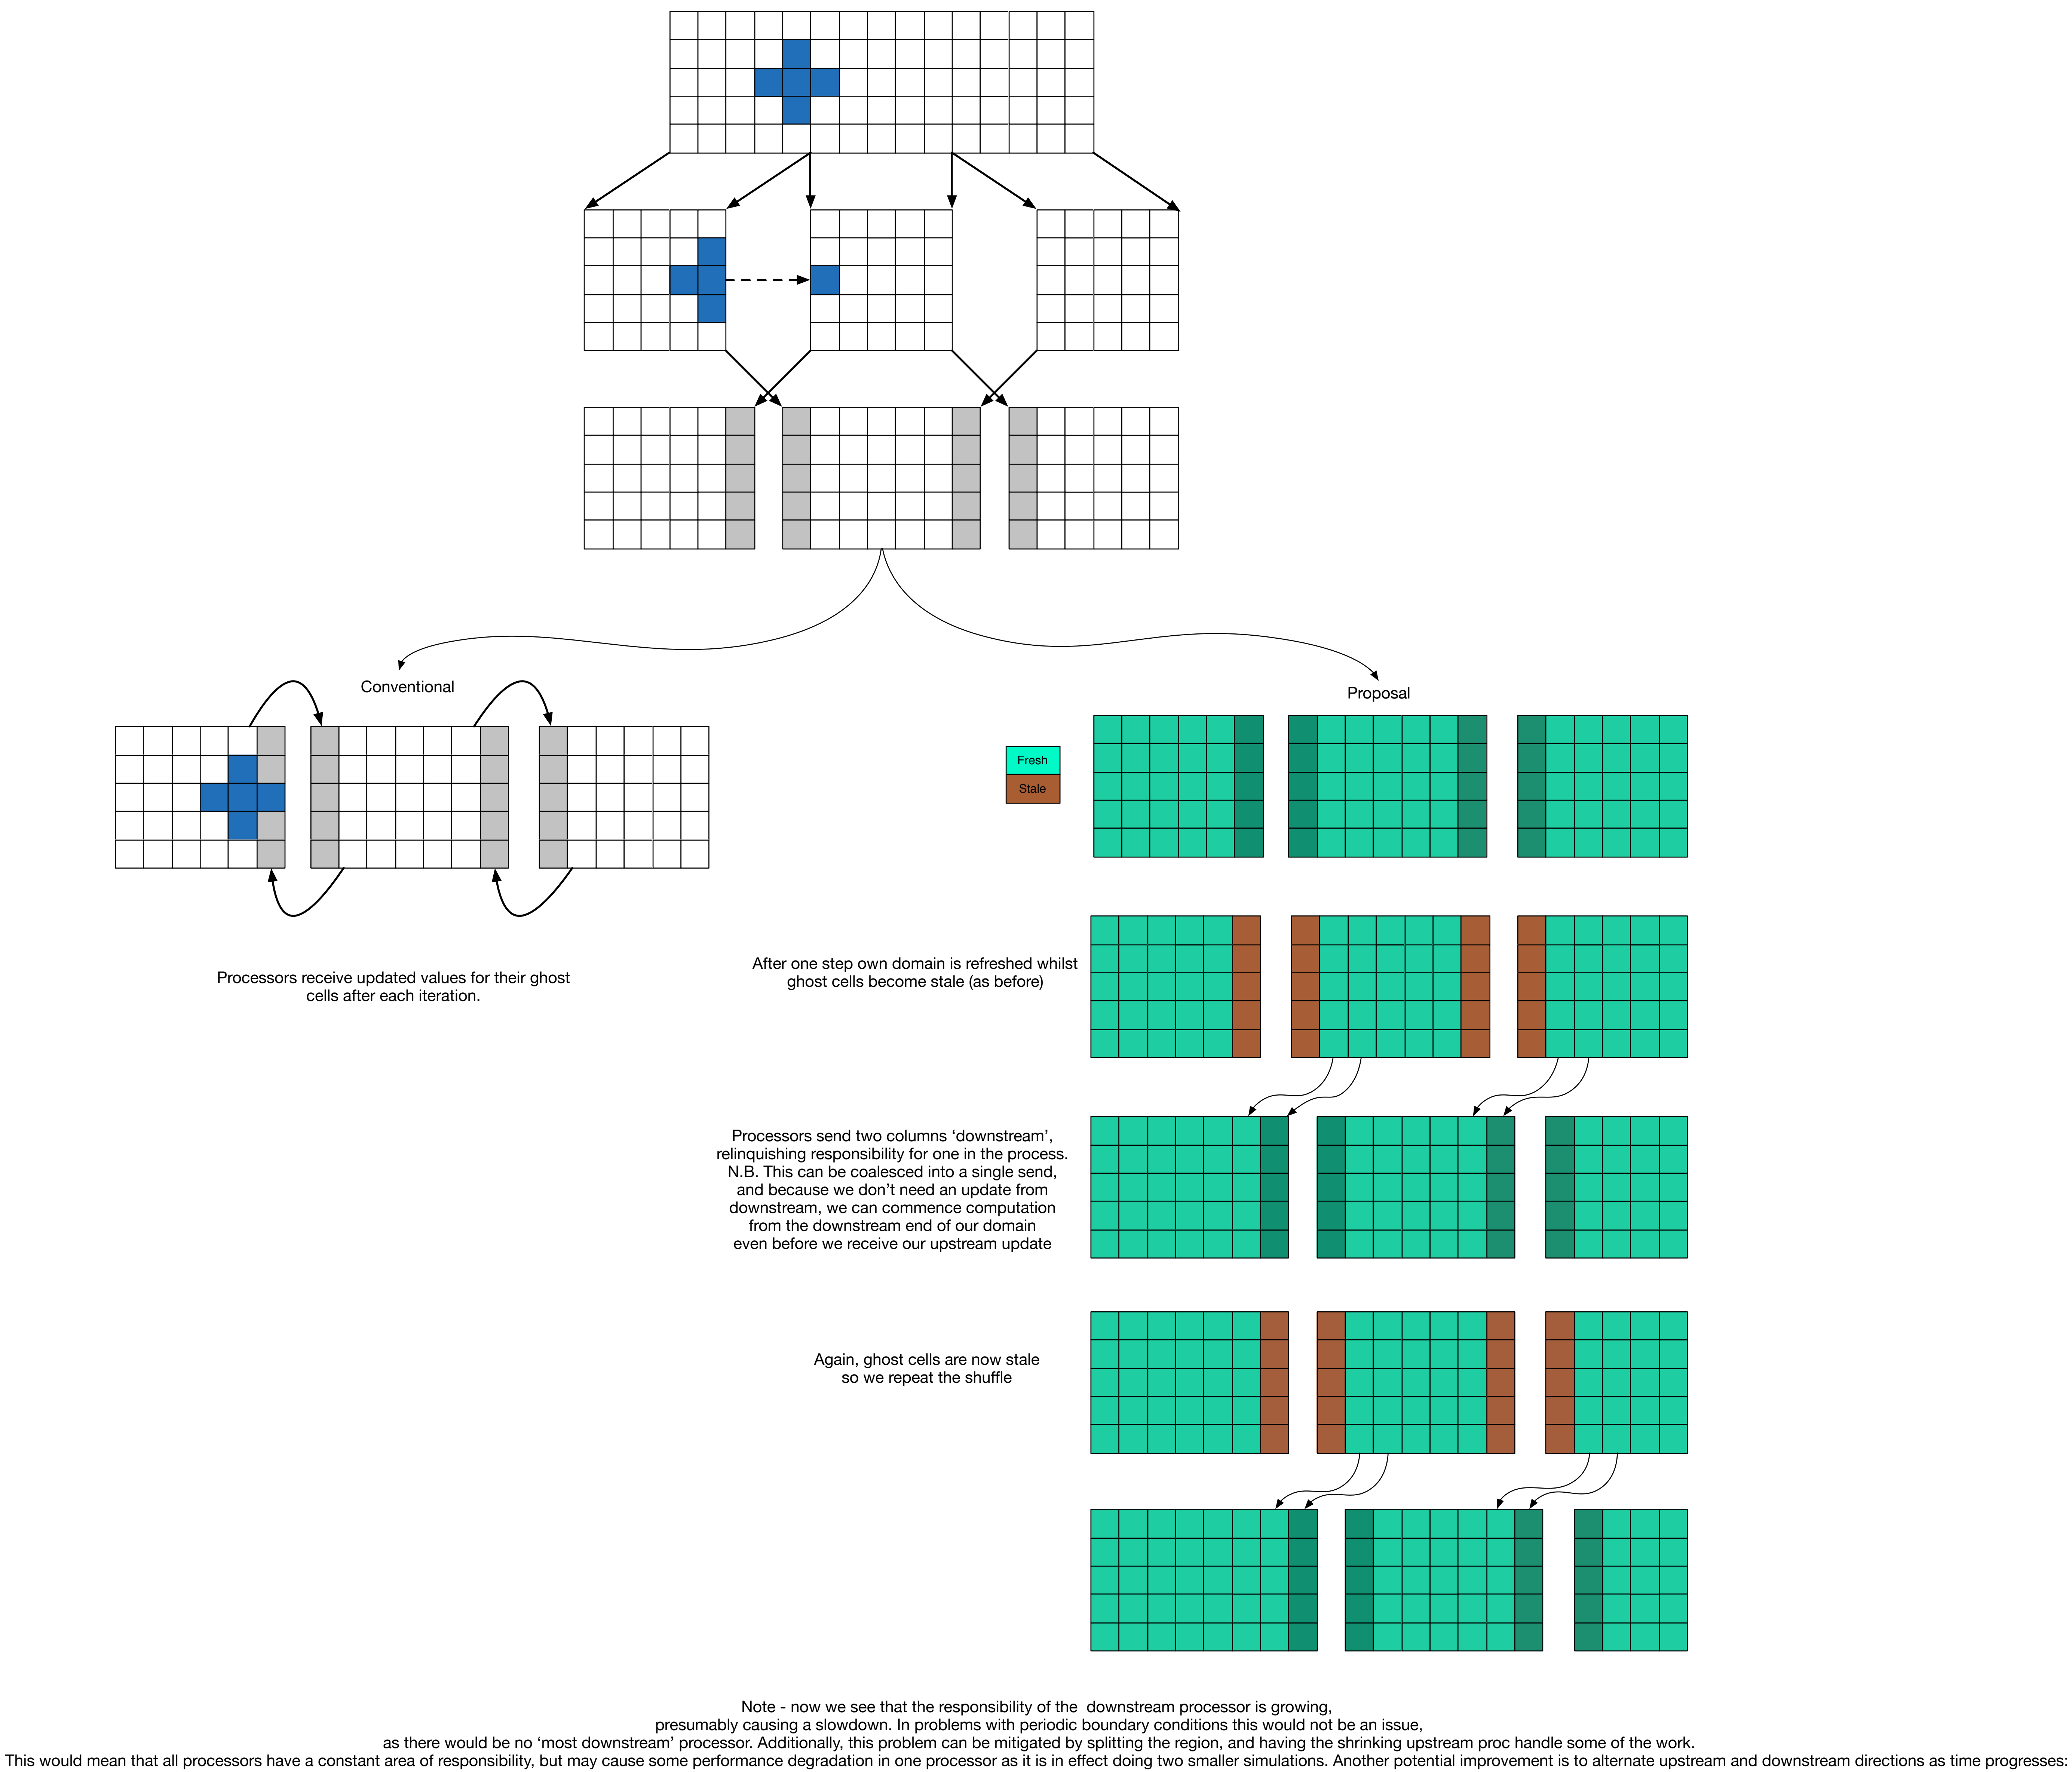 Conventional
Proposal
Fresh
Stale
Processors receive updated values for their ghost
cells after each iteration.
After one step own domain is refreshed whilst
ghost cells become stale (as before)
Processors send two columns ‘downstream’,
relinquishing responsibility for one in the process.
N.B. This can be coalesced into a single send,
and because we don’t need an update from
downstream, we can commence computation
from the downstream end of our domain
even before we receive our upstream update
Again, ghost cells are now stale
so we repeat the shuffle
Note - now we see that the responsibility of the  downstream processor is growing,
presumably causing a slowdown. In problems with periodic boundary conditions this would not be an issue,
as there would be no ‘most downstream’ processor. Additionally, this problem can be mitigated by splitting the region, and having the shrinking upstream proc handle some of the work.
This would mean that all processors have a constant area of responsibility, but may cause some performance degradation in one processor as it is in effect doing two smaller simulations. Another potential improvement is to alternate upstream and downstream directions as time progresses: